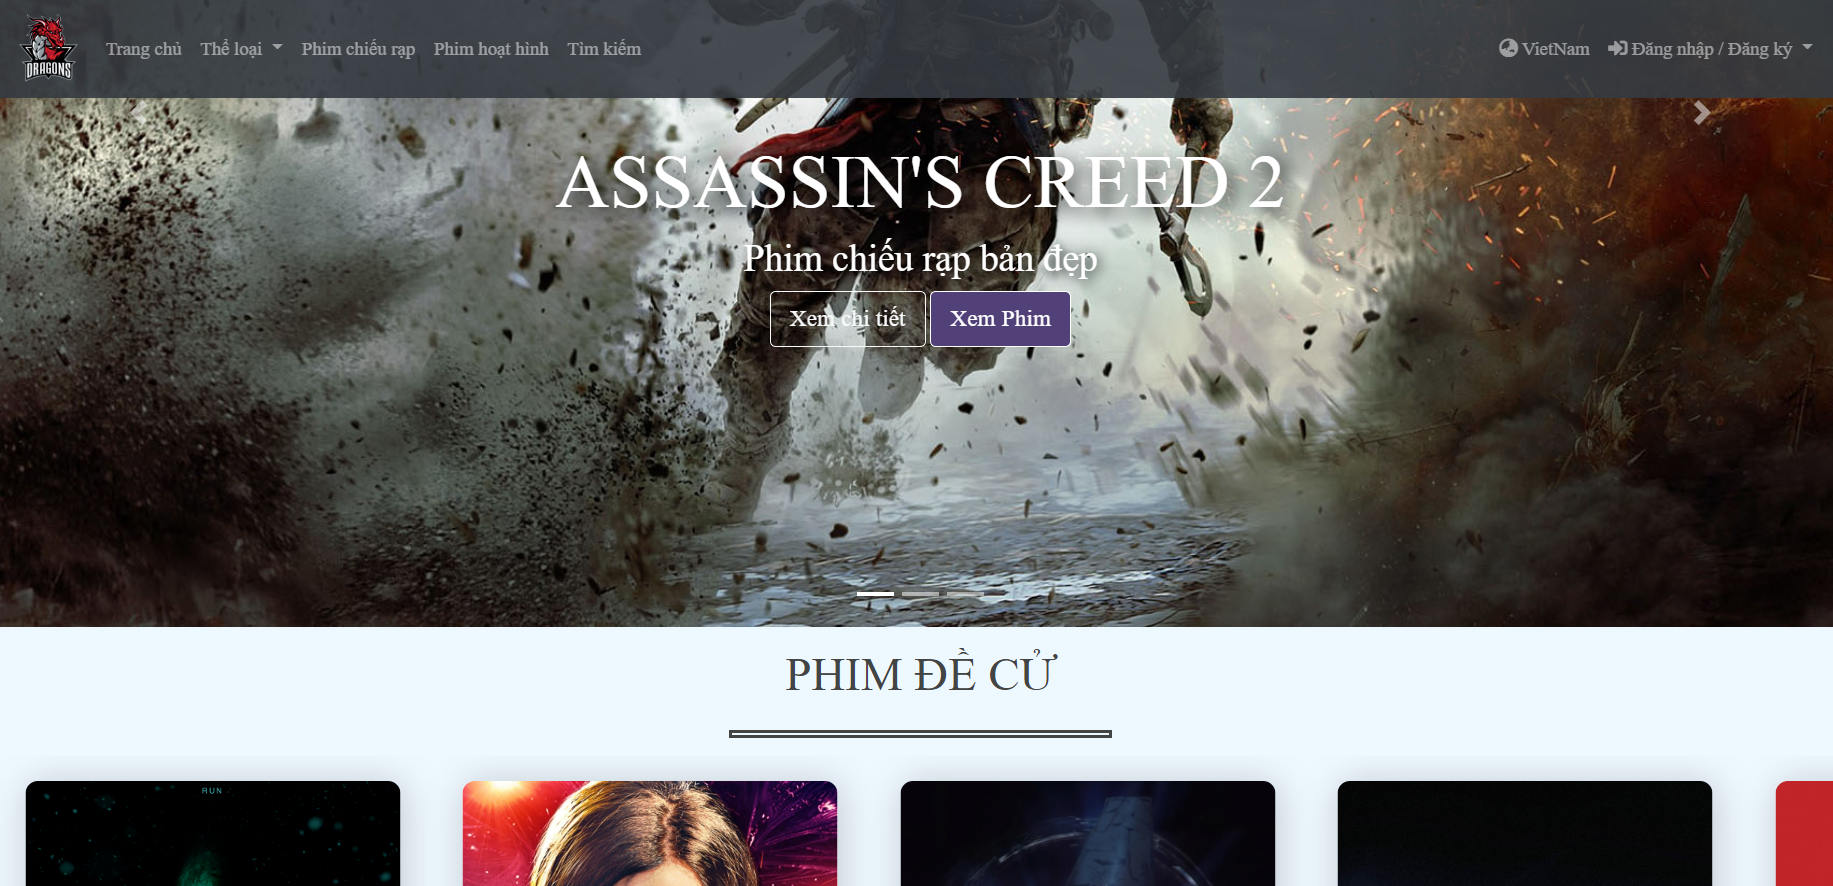 DRAGONS
Trang chủ Thể loại Phim chiếu rạp Phim hoạt hình Tìm kiếm VietNam Đăng nhập / Đăng ký
ASSASSIN'S CREED 2
Phim chiếu rạp bản đẹp
Xem chi tiết Xem Phim
PHIM ĐỀ CỬ
RUN